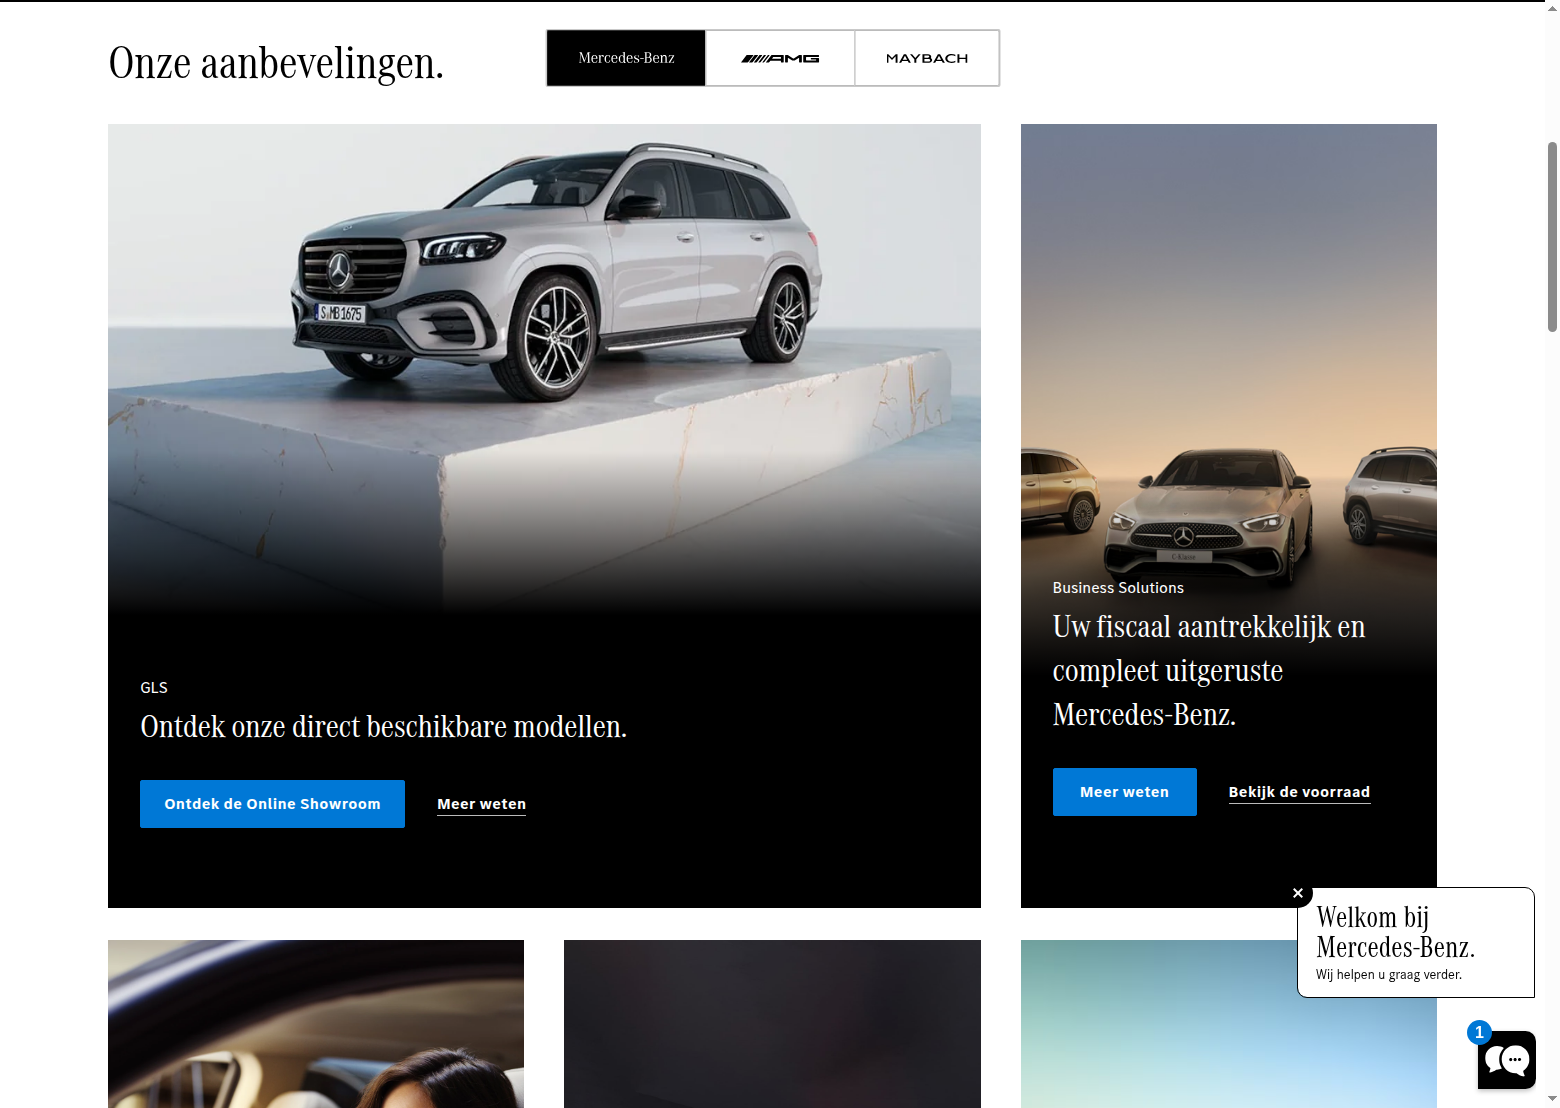 Onze aanbevelingen.
Mercedes-Benz
AMG
MAYBACH
S MB 1675
GLS
Ontdek onze direct beschikbare modellen.
Ontdek de Online Showroom
Meer weten
C-Klasse
Business Solutions
Uw fiscaal aantrekkelijk en
compleet uitgeruste
Mercedes-Benz.
Meer weten
Bekijk de voorraad
Welkom bij
Mercedes-Benz.
Wij helpen u graag verder.
1